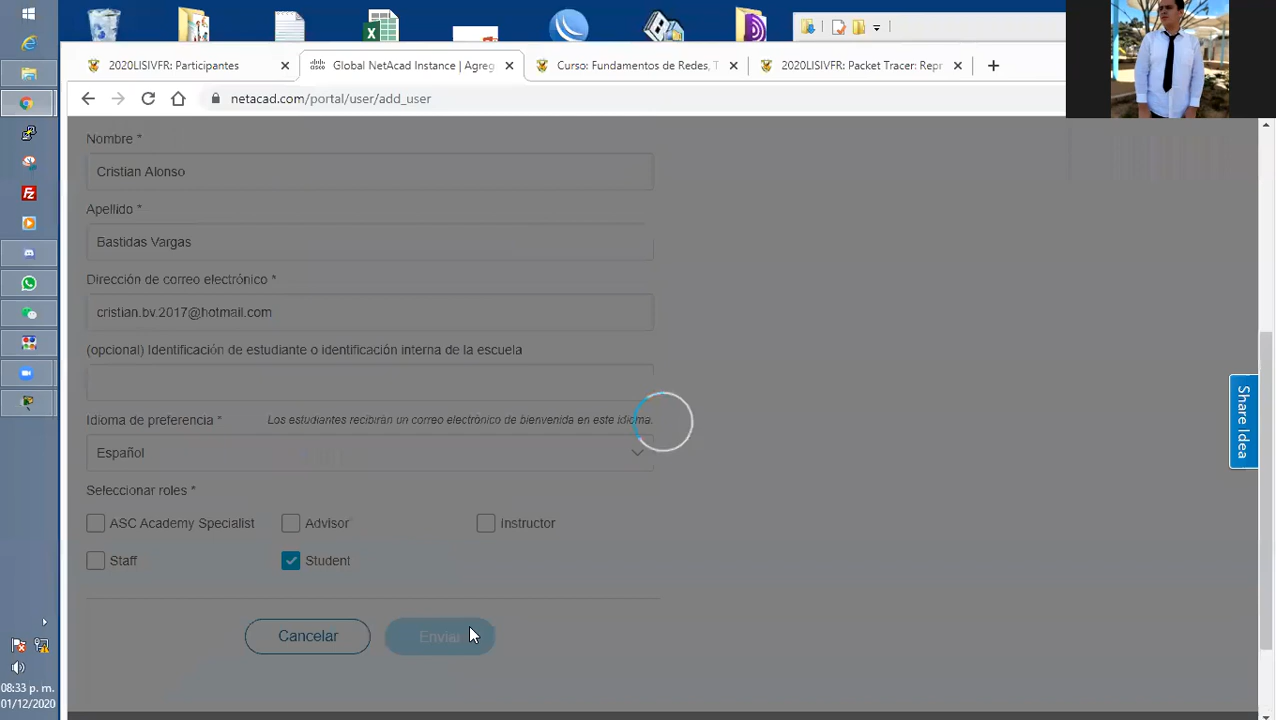 2020LISIVFR: Participantes
Global NetAcad Instance | Agreg
Curso: Fundamentos de Redes, T
2020LISIVFR: Packet Tracer: Repr
netacad.com/portal/user/add_user
Nombre *
Cristian Alonso
Apellido *
Bastidas Vargas
Dirección de correo electrónico *
cristian.bv.2017@hotmail.com
(opcional) Identificación de estudiante o identificación interna de la escuela
Idioma de preferencia *
Los estudiantes recibirán un correo electrónico de bienvenida en este idioma.
Español
Seleccionar roles *
ASC Academy Specialist
Advisor
Instructor
Staff
Student
Cancelar
Enviar
Share Idea
08:33 p. m.
01/12/2020